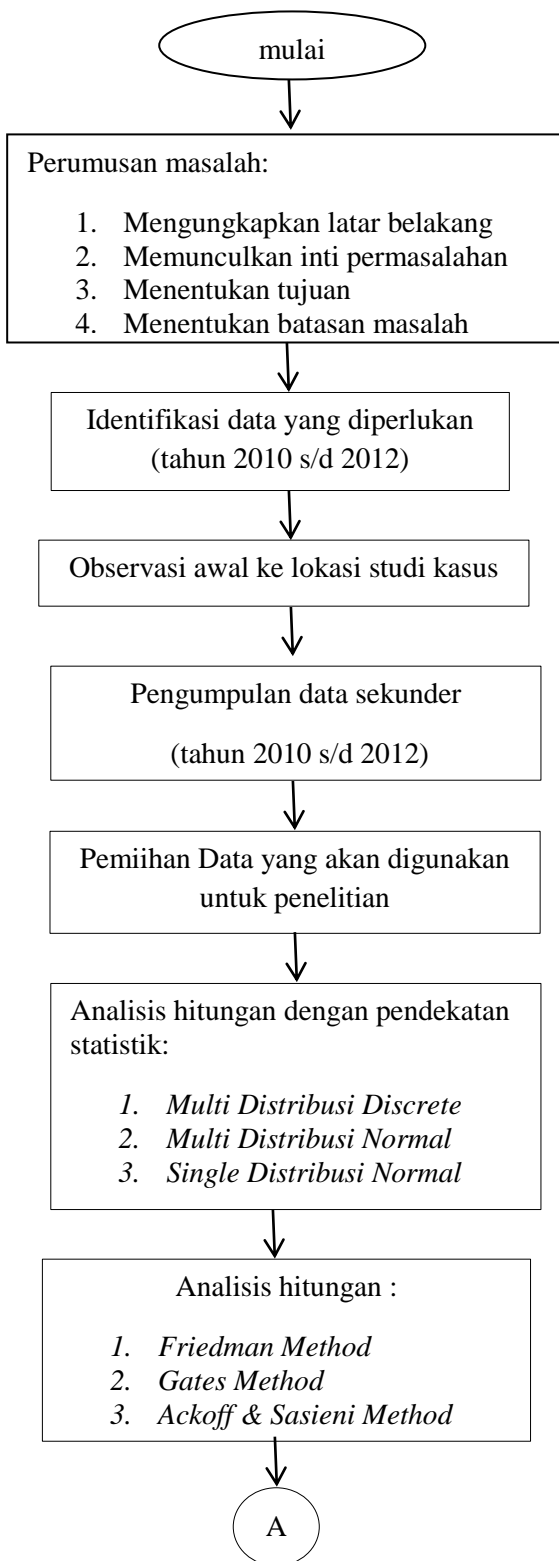 mulai
Perumusan masalah:
1. Mengungkapkan latar belakang
2. Memunculkan inti permasalahan
3. Menentukan tujuan
4. Menentukan batasan masalah
Identifikasi data yang diperlukan
(tahun 2010 s/d 2012)
Observasi awal ke lokasi studi kasus
Pengumpulan data sekunder
(tahun 2010 s/d 2012)
Pemiihan Data yang akan digunakan
untuk penelitian
Analisis hitungan dengan pendekatan
statistik:
1. Multi Distribusi Discrete
2. Multi Distribusi Normal
3. Single Distribusi Normal
Analisis hitungan :
1. Friedman Method
2. Gates Method
3. Ackoff & Sasieni Method
A